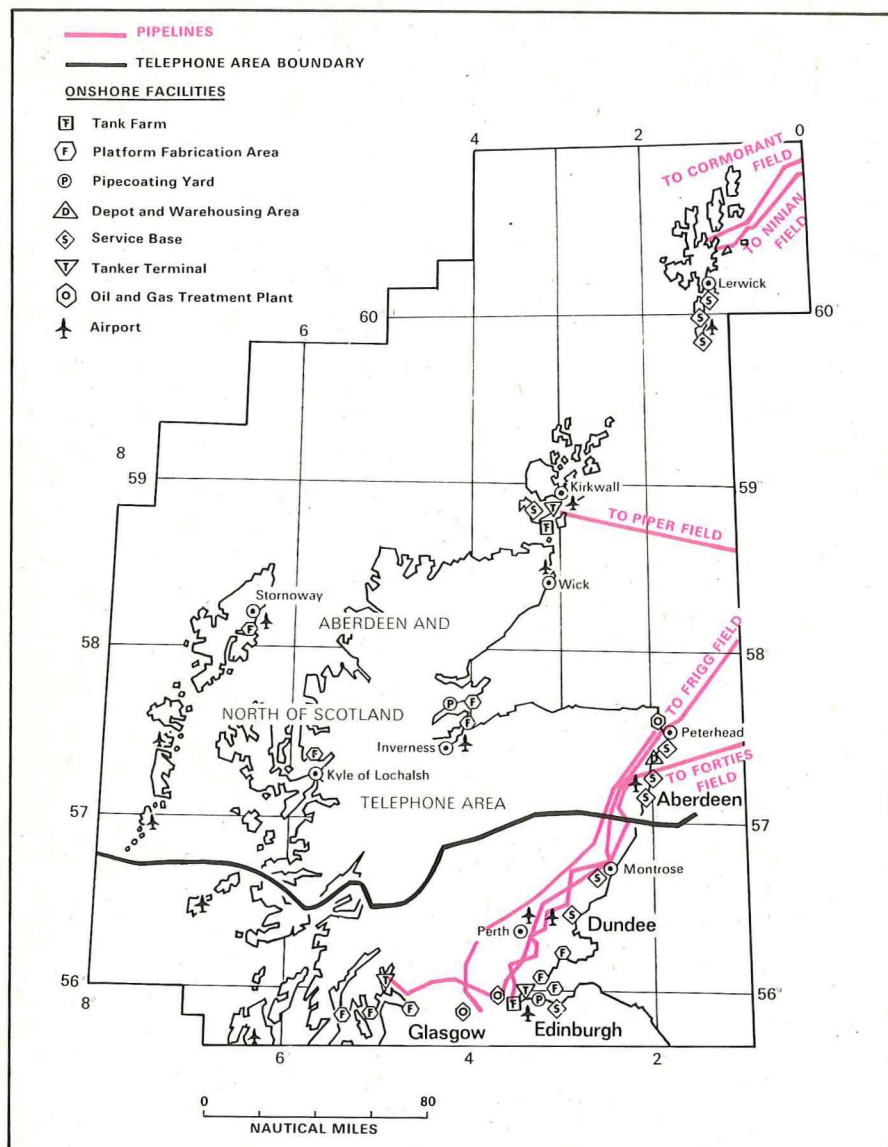 PIPELINES
TELEPHONE AREA BOUNDARY
ONSHORE FACILITIES
F Tank Farm
F Platform Fabrication Area
P Pipecoating Yard
D Depot and Warehousing Area
S Service Base
T Tanker Terminal
Oil and Gas Treatment Plant
Airport
4
2
0
TO CORMORANT
FIELD
TO NINIAN
FIELD
Lerwick
S
S
S
60
6
60
8
59
Kirkwall
59
S
T
F
TO PIPER FIELD
Wick
Stornoway
F
58
ABERDEEN AND
58
TO FRIGG FIELD
P
F
F
NORTH OF SCOTLAND
Peterhead
Inverness
F
Kyle of Lochalsh
S
D
TO FORTIES
FIELD
S
S
Aberdeen
57
TELEPHONE AREA
57
Montrose
S
S
Dundee
Perth
F
56
8
T
F
T
F
56
F
P
S
F
F
F
Glasgow
Edinburgh
6
4
2
0
80
NAUTICAL MILES